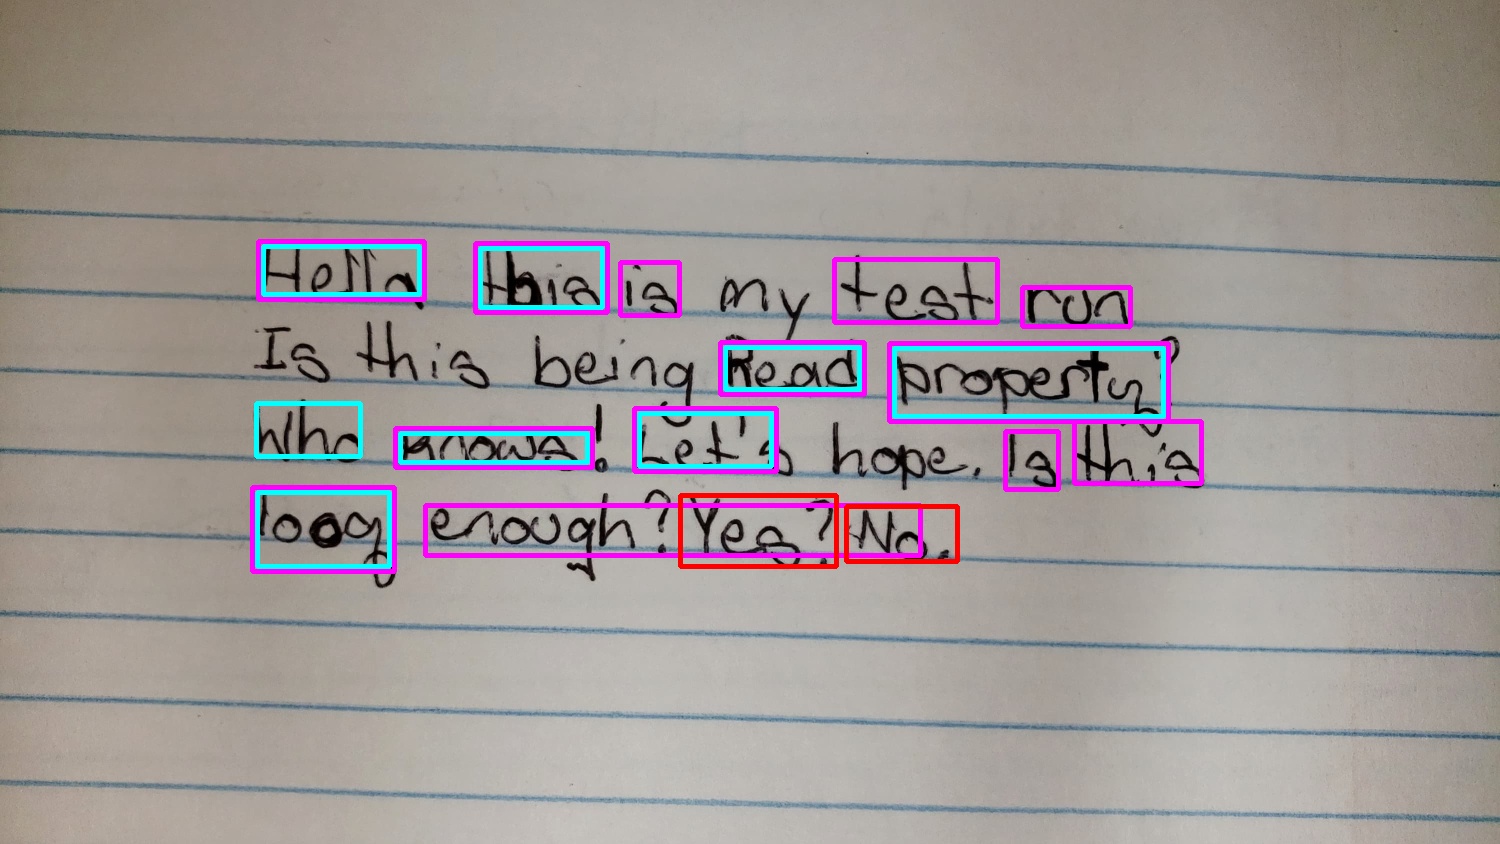 Hello, this is my test run
Is this being Read property?
Who knows! Let's hope. Is this
long enough? Yes? No.